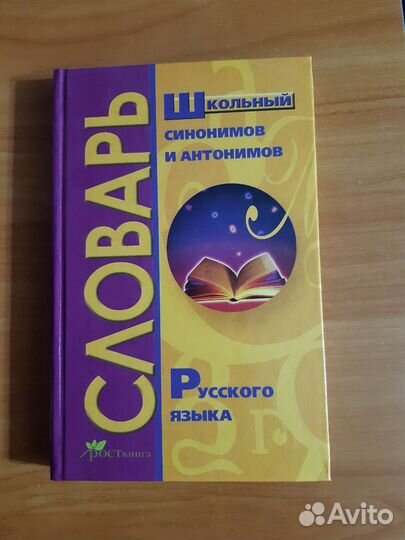 СЛОВАРЬ
Школьный
синонимов
и антонимов
Русского
языка
РОСТкнига
Avito